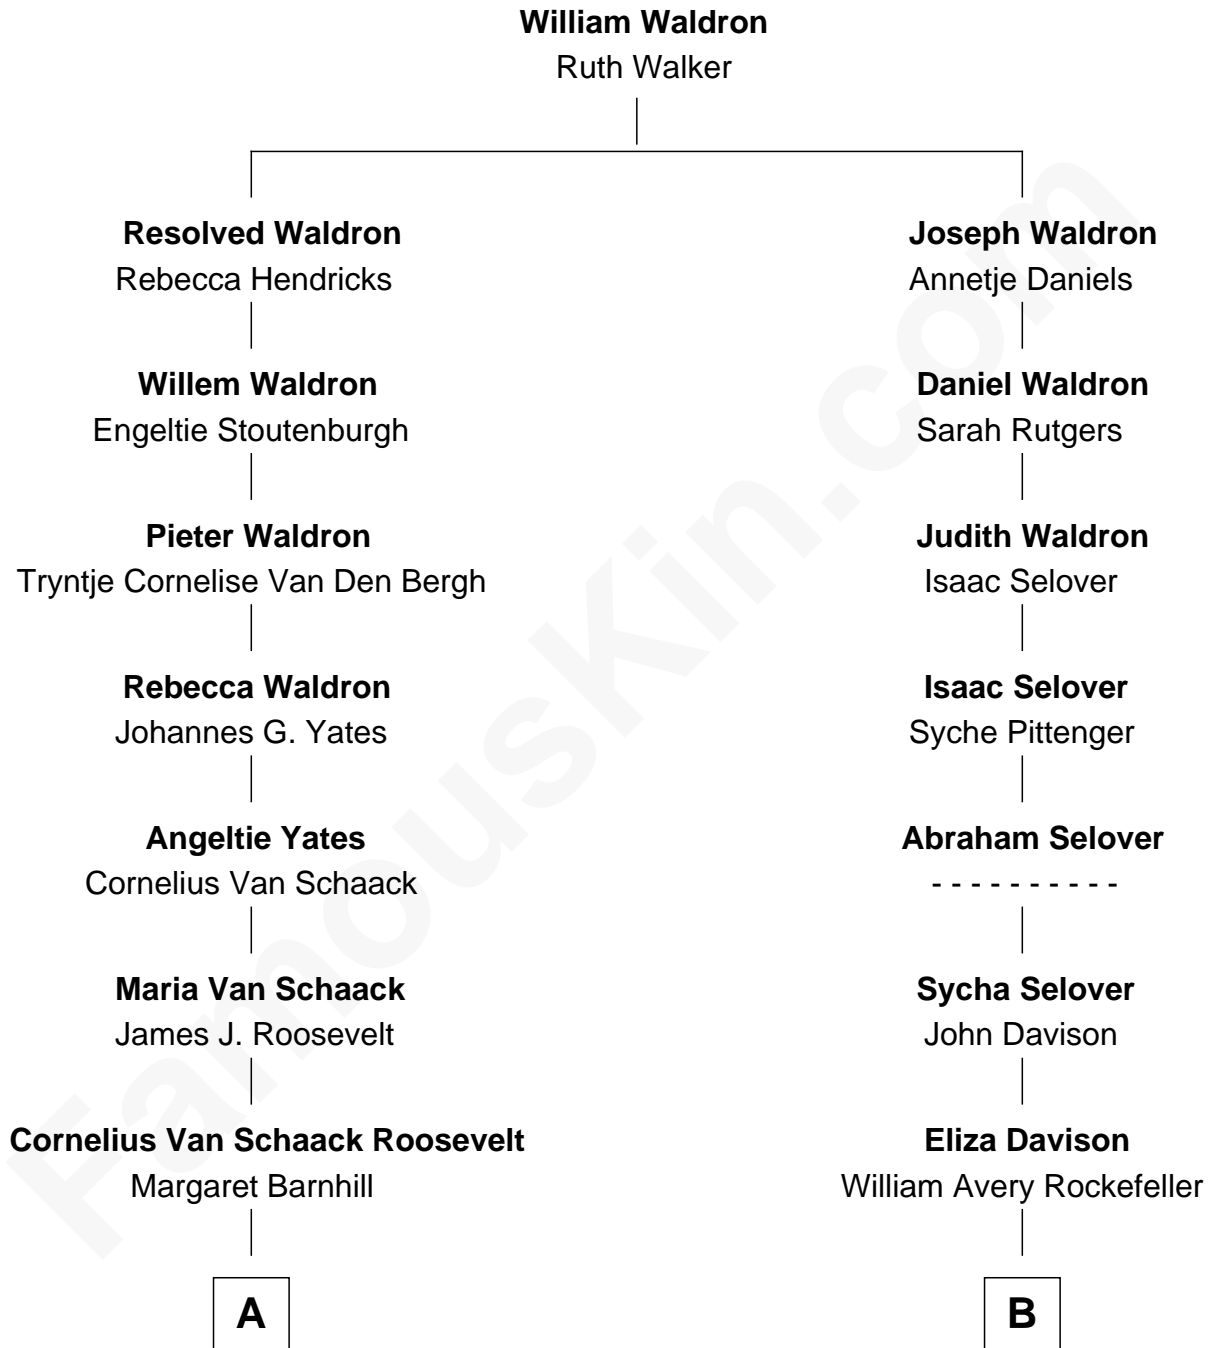 William Waldron
Ruth Walker
Resolved Waldron
Rebecca Hendricks
Joseph Waldron
Annetje Daniels
Willem Waldron
Engeltie Stoutenburgh
Daniel Waldron
Sarah Rutgers
Pieter Waldron
Tryntje Cornelise Van Den Bergh
Judith Waldron
Isaac Selover
Rebecca Waldron
Johannes G. Yates
Isaac Selover
Syche Pittenger
Angeltie Yates
Cornelius Van Schaack
Abraham Selover
- - - - - - - - - -
Maria Van Schaack
James J. Roosevelt
Sycha Selover
John Davison
Cornelius Van Schaack Roosevelt
Margaret Barnhill
Eliza Davison
William Avery Rockefeller
A
B
FamousKin.com